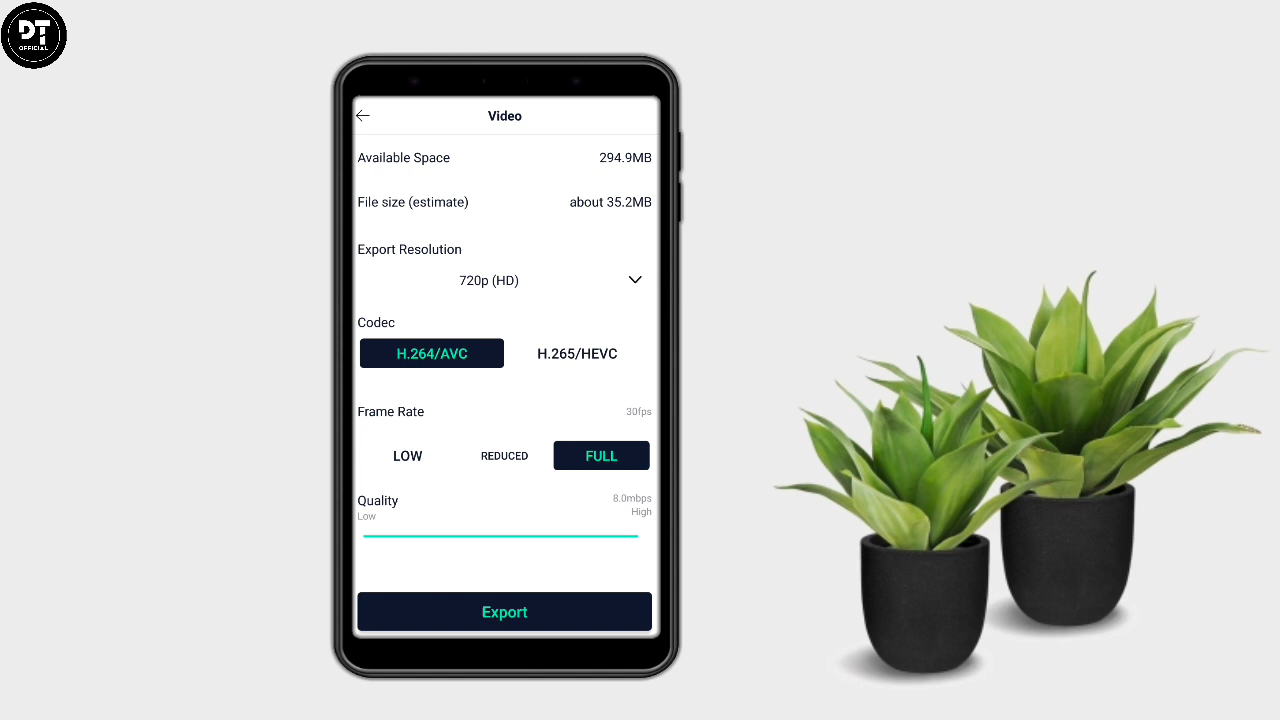 DT
OFFICIAL
Video
Available Space 294.9MB
File size (estimate) about 35.2MB
Export Resolution
720p (HD)
Codec
H.264/AVC H.265/HEVC
Frame Rate 30fps
LOW REDUCED FULL
Quality 8.0mbps
Low High
Export